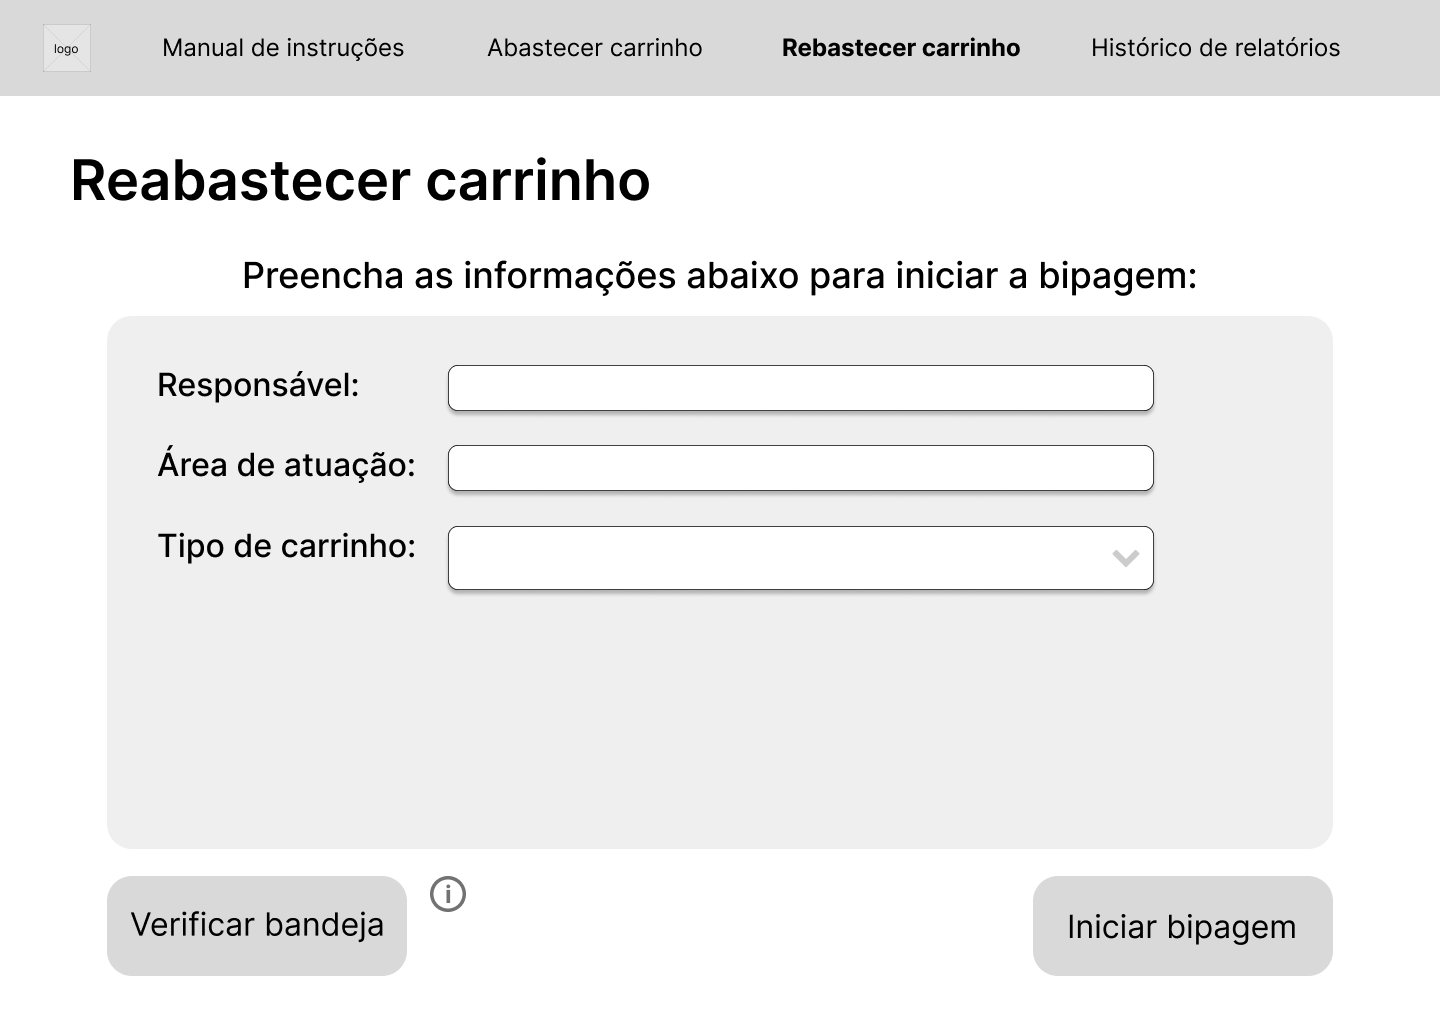 logo
Manual de instruções
Abastecer carrinho
Rebastecer carrinho
Histórico de relatórios
Reabastecer carrinho
Preencha as informações abaixo para iniciar a bipagem:
Responsável:
Área de atuação:
Tipo de carrinho:
Verificar bandeja
i
Iniciar bipagem